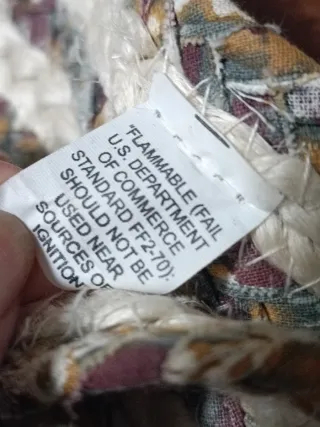 "FLAMMABLE (FAIL
U.S. DEPARTMENT
OF COMMERCE
STANDARD FF2-70):
SHOULD NOT BE
USED NEAR
SOURCES OF
IGNITION